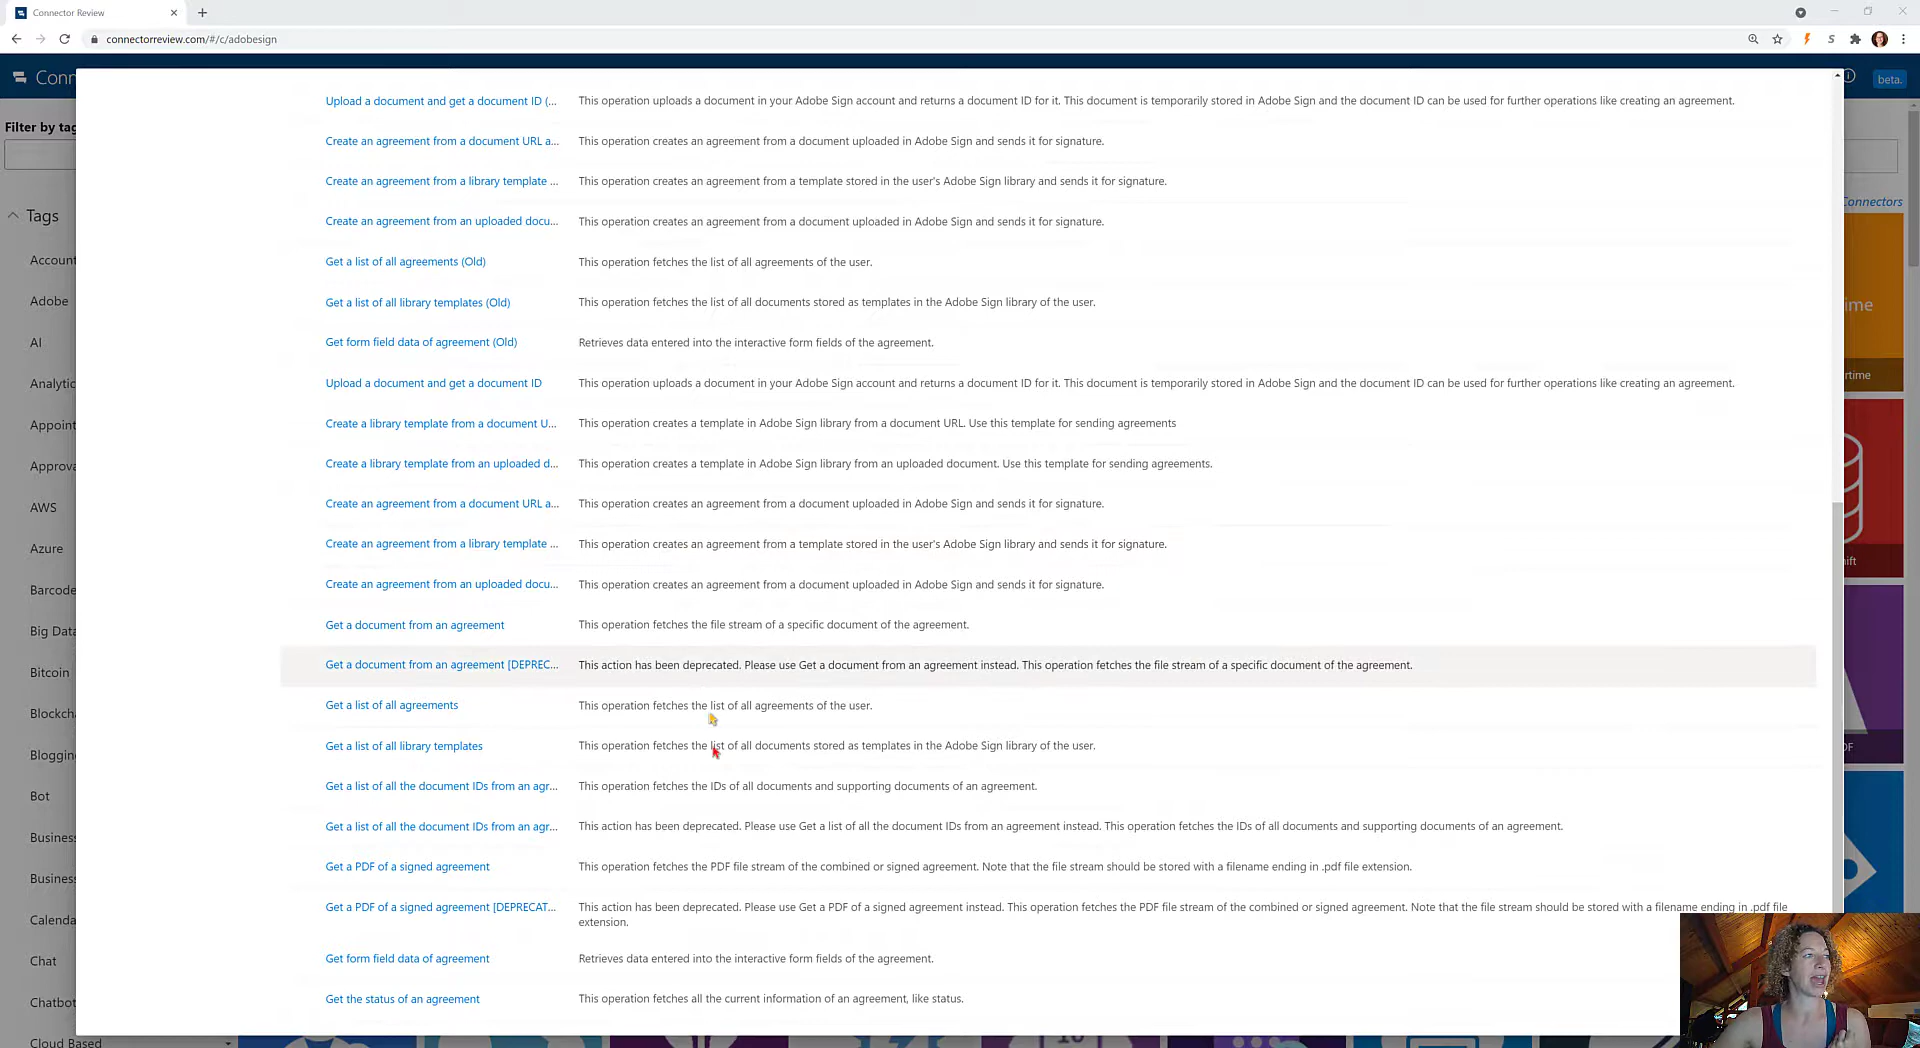 Connector Review
connectorreview.com/#/c/adobesign
Conn
beta.
Filter by tag
Tags
Account
Adobe
AI
Analytic
Appoint
Approva
AWS
Azure
Barcode
Big Data
Bitcoin
Blockch
Blogging
Bot
Business
Business
Calenda
Chat
Chatbot
Cloud Based
Upload a document and get a document ID (... This operation uploads a document in your Adobe Sign account and returns a document ID for it. This document is temporarily stored in Adobe Sign and the document ID can be used for further operations like creating an agreement.
Create an agreement from a document URL a... This operation creates an agreement from a document uploaded in Adobe Sign and sends it for signature.
Create an agreement from a library template ... This operation creates an agreement from a template stored in the user's Adobe Sign library and sends it for signature.
Create an agreement from an uploaded docu... This operation creates an agreement from a document uploaded in Adobe Sign and sends it for signature.
Get a list of all agreements (Old) This operation fetches the list of all agreements of the user.
Get a list of all library templates (Old) This operation fetches the list of all documents stored as templates in the Adobe Sign library of the user.
Get form field data of agreement (Old) Retrieves data entered into the interactive form fields of the agreement.
Upload a document and get a document ID This operation uploads a document in your Adobe Sign account and returns a document ID for it. This document is temporarily stored in Adobe Sign and the document ID can be used for further operations like creating an agreement.
Create a library template from a document U... This operation creates a template in Adobe Sign library from a document URL. Use this template for sending agreements
Create a library template from an uploaded d... This operation creates a template in Adobe Sign library from an uploaded document. Use this template for sending agreements.
Create an agreement from a document URL a... This operation creates an agreement from a document uploaded in Adobe Sign and sends it for signature.
Create an agreement from a library template ... This operation creates an agreement from a template stored in the user's Adobe Sign library and sends it for signature.
Create an agreement from an uploaded docu... This operation creates an agreement from a document uploaded in Adobe Sign and sends it for signature.
Get a document from an agreement This operation fetches the file stream of a specific document of the agreement.
Get a document from an agreement [DEPREC... This action has been deprecated. Please use Get a document from an agreement instead. This operation fetches the file stream of a specific document of the agreement.
Get a list of all agreements This operation fetches the list of all agreements of the user.
Get a list of all library templates This operation fetches the list of all documents stored as templates in the Adobe Sign library of the user.
Get a list of all the document IDs from an agr... This operation fetches the IDs of all documents and supporting documents of an agreement.
Get a list of all the document IDs from an agr... This action has been deprecated. Please use Get a list of all the document IDs from an agreement instead. This operation fetches the IDs of all documents and supporting documents of an agreement.
Get a PDF of a signed agreement This operation fetches the PDF file stream of the combined or signed agreement. Note that the file stream should be stored with a filename ending in .pdf file extension.
Get a PDF of a signed agreement [DEPRECAT... This action has been deprecated. Please use Get a PDF of a signed agreement instead. This operation fetches the PDF file stream of the combined or signed agreement. Note that the file stream should be stored with a filename ending in .pdf file
extension.
Get form field data of agreement Retrieves data entered into the interactive form fields of the agreement.
Get the status of an agreement This operation fetches all the current information of an agreement, like status.
Connectors
ime
rtime
ift
DF
10